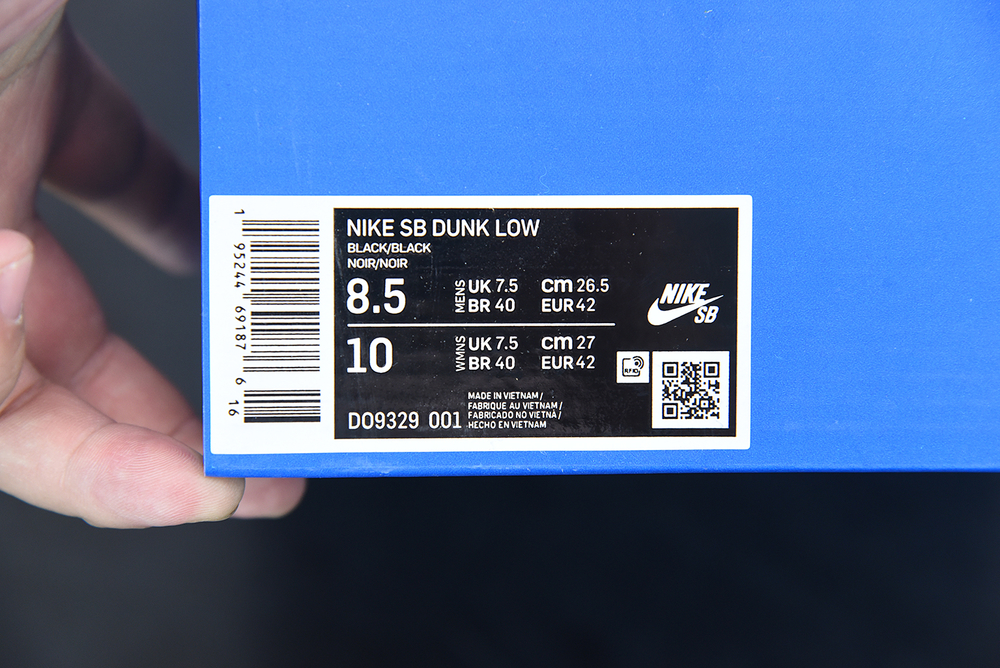 1 95244 69187 6 16
NIKE SB DUNK LOW
BLACK/BLACK
NOIR/NOIR
8.5 MENS UK 7.5 cm 26.5
BR 40 EUR 42
10 WMNS UK 7.5 cm 27
BR 40 EUR 42
NIKE
SB
RFID
DO9329 001
MADE IN VIETNAM /
FABRIQUE AU VIETNAM /
FABRICADO NO VIETNÃ /
HECHO EN VIETNAM